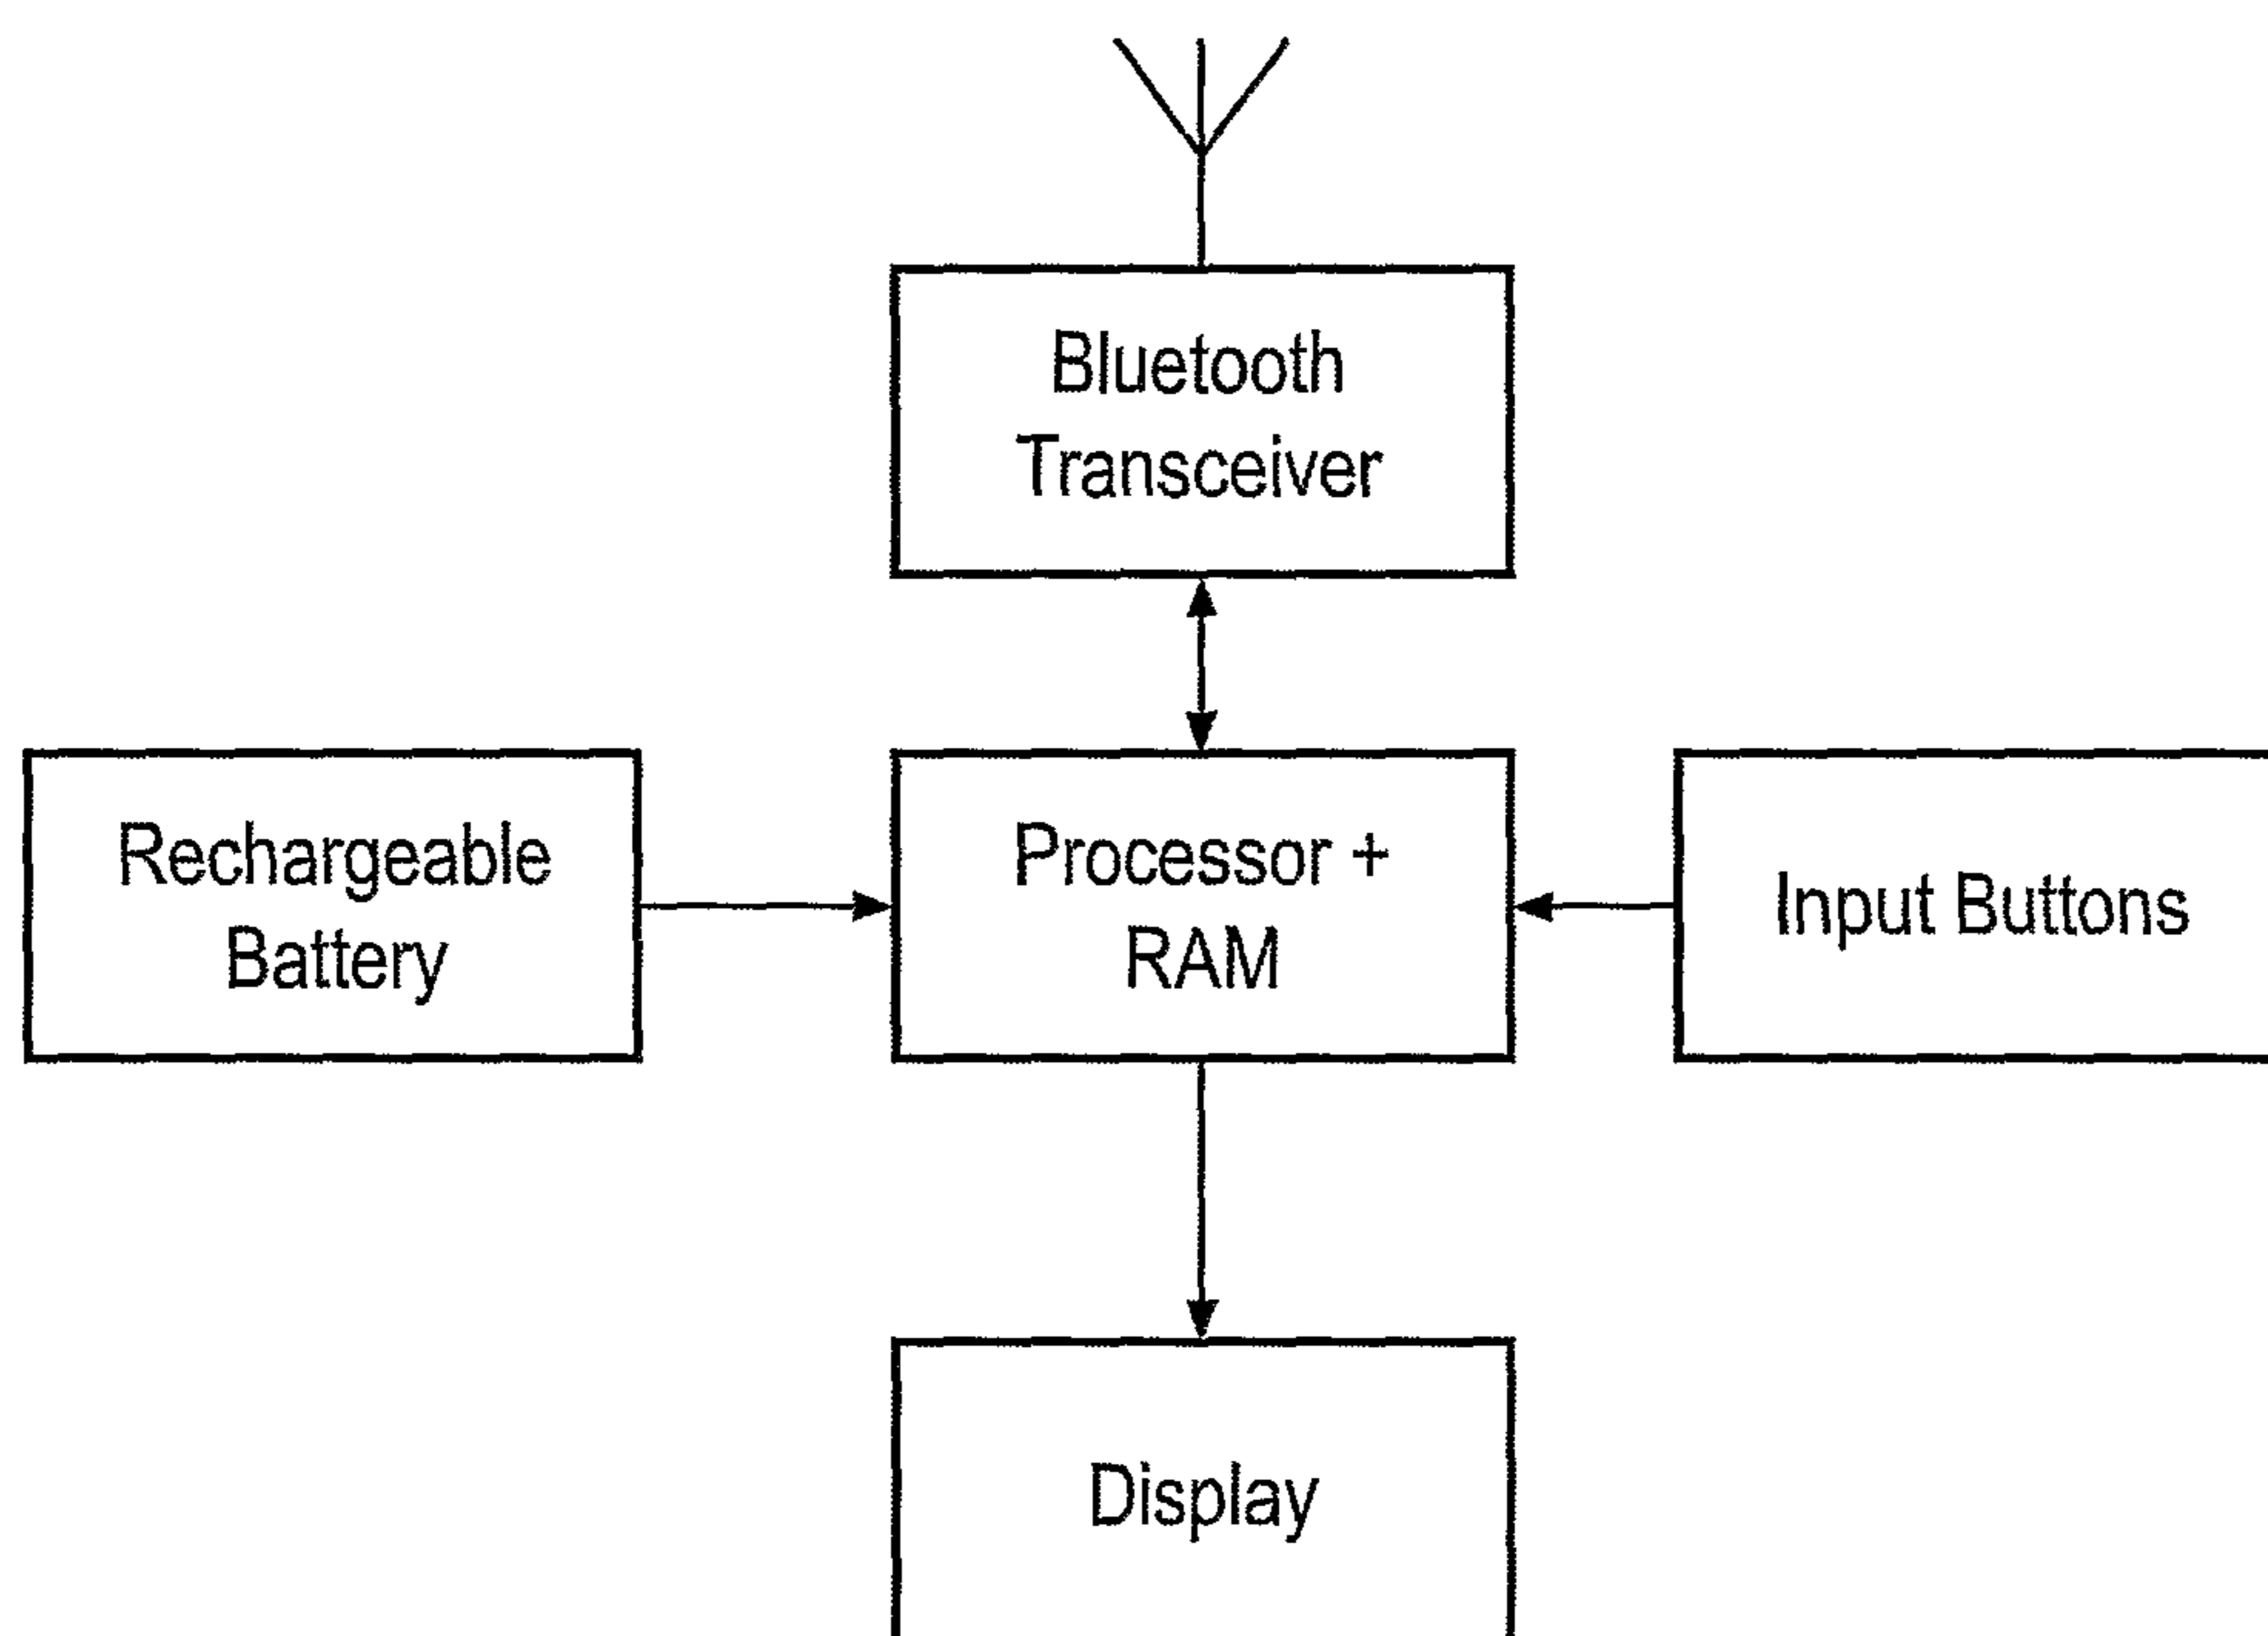 Bluetooth
Transceiver
Rechargeable
Battery
Processor +
RAM
Input Buttons
Display